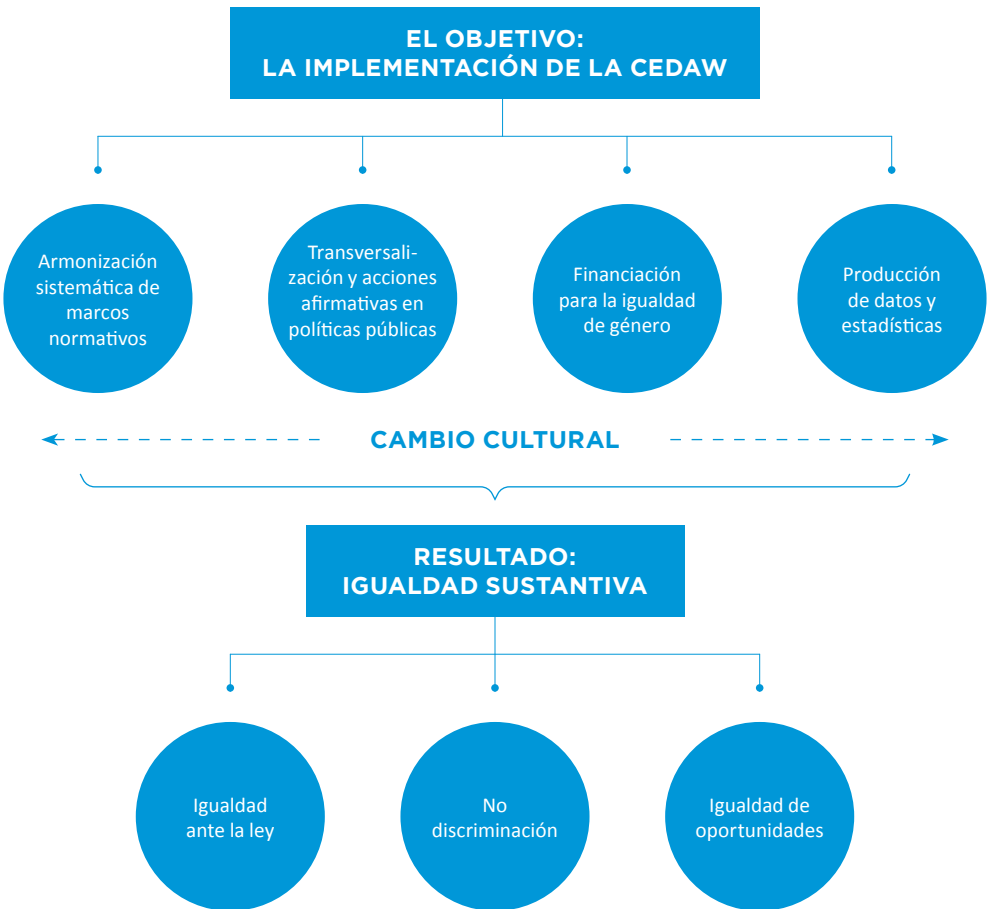 EL OBJETIVO:
LA IMPLEMENTACIÓN DE LA CEDAW
Armonización
sistemática de
marcos
normativos
Transversali-
zación y acciones
afirmativas en
políticas públicas
Financiación
para la igualdad
de género
Producción
de datos y
estadísticas
CAMBIO CULTURAL
RESULTADO:
IGUALDAD SUSTANTIVA
Igualdad
ante la ley
No
discriminación
Igualdad de
oportunidades